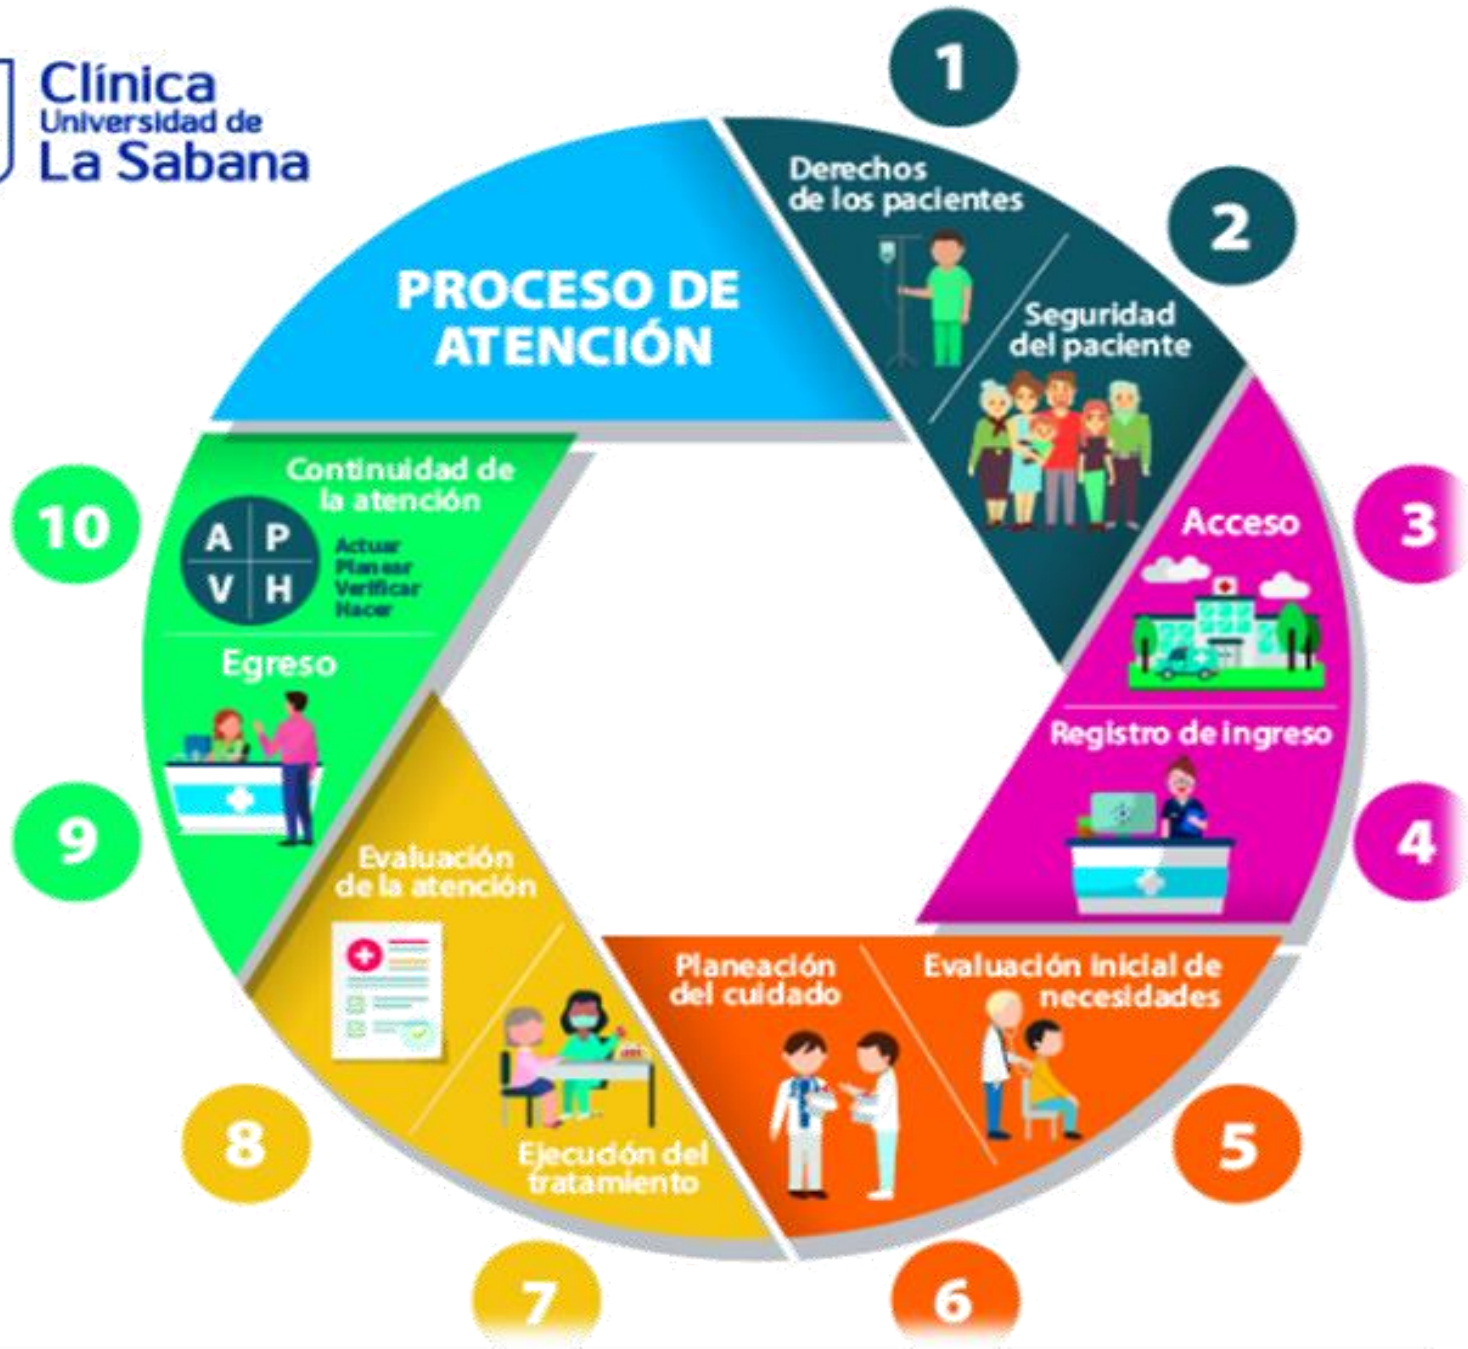 Clínica
Universidad de
La Sabana
PROCESO DE
ATENCIÓN
1
Derechos
de los pacientes
2
Seguridad
del paciente
3
Acceso
4
Registro de ingreso
5
Evaluación inicial de
necesidades
6
Planeación
del cuidado
7
Ejecución del
tratamiento
8
Evaluación
de la atención
9
Egreso
10
Continuidad de
la atención
A P
V H
Actuar
Planear
Verificar
Hacer